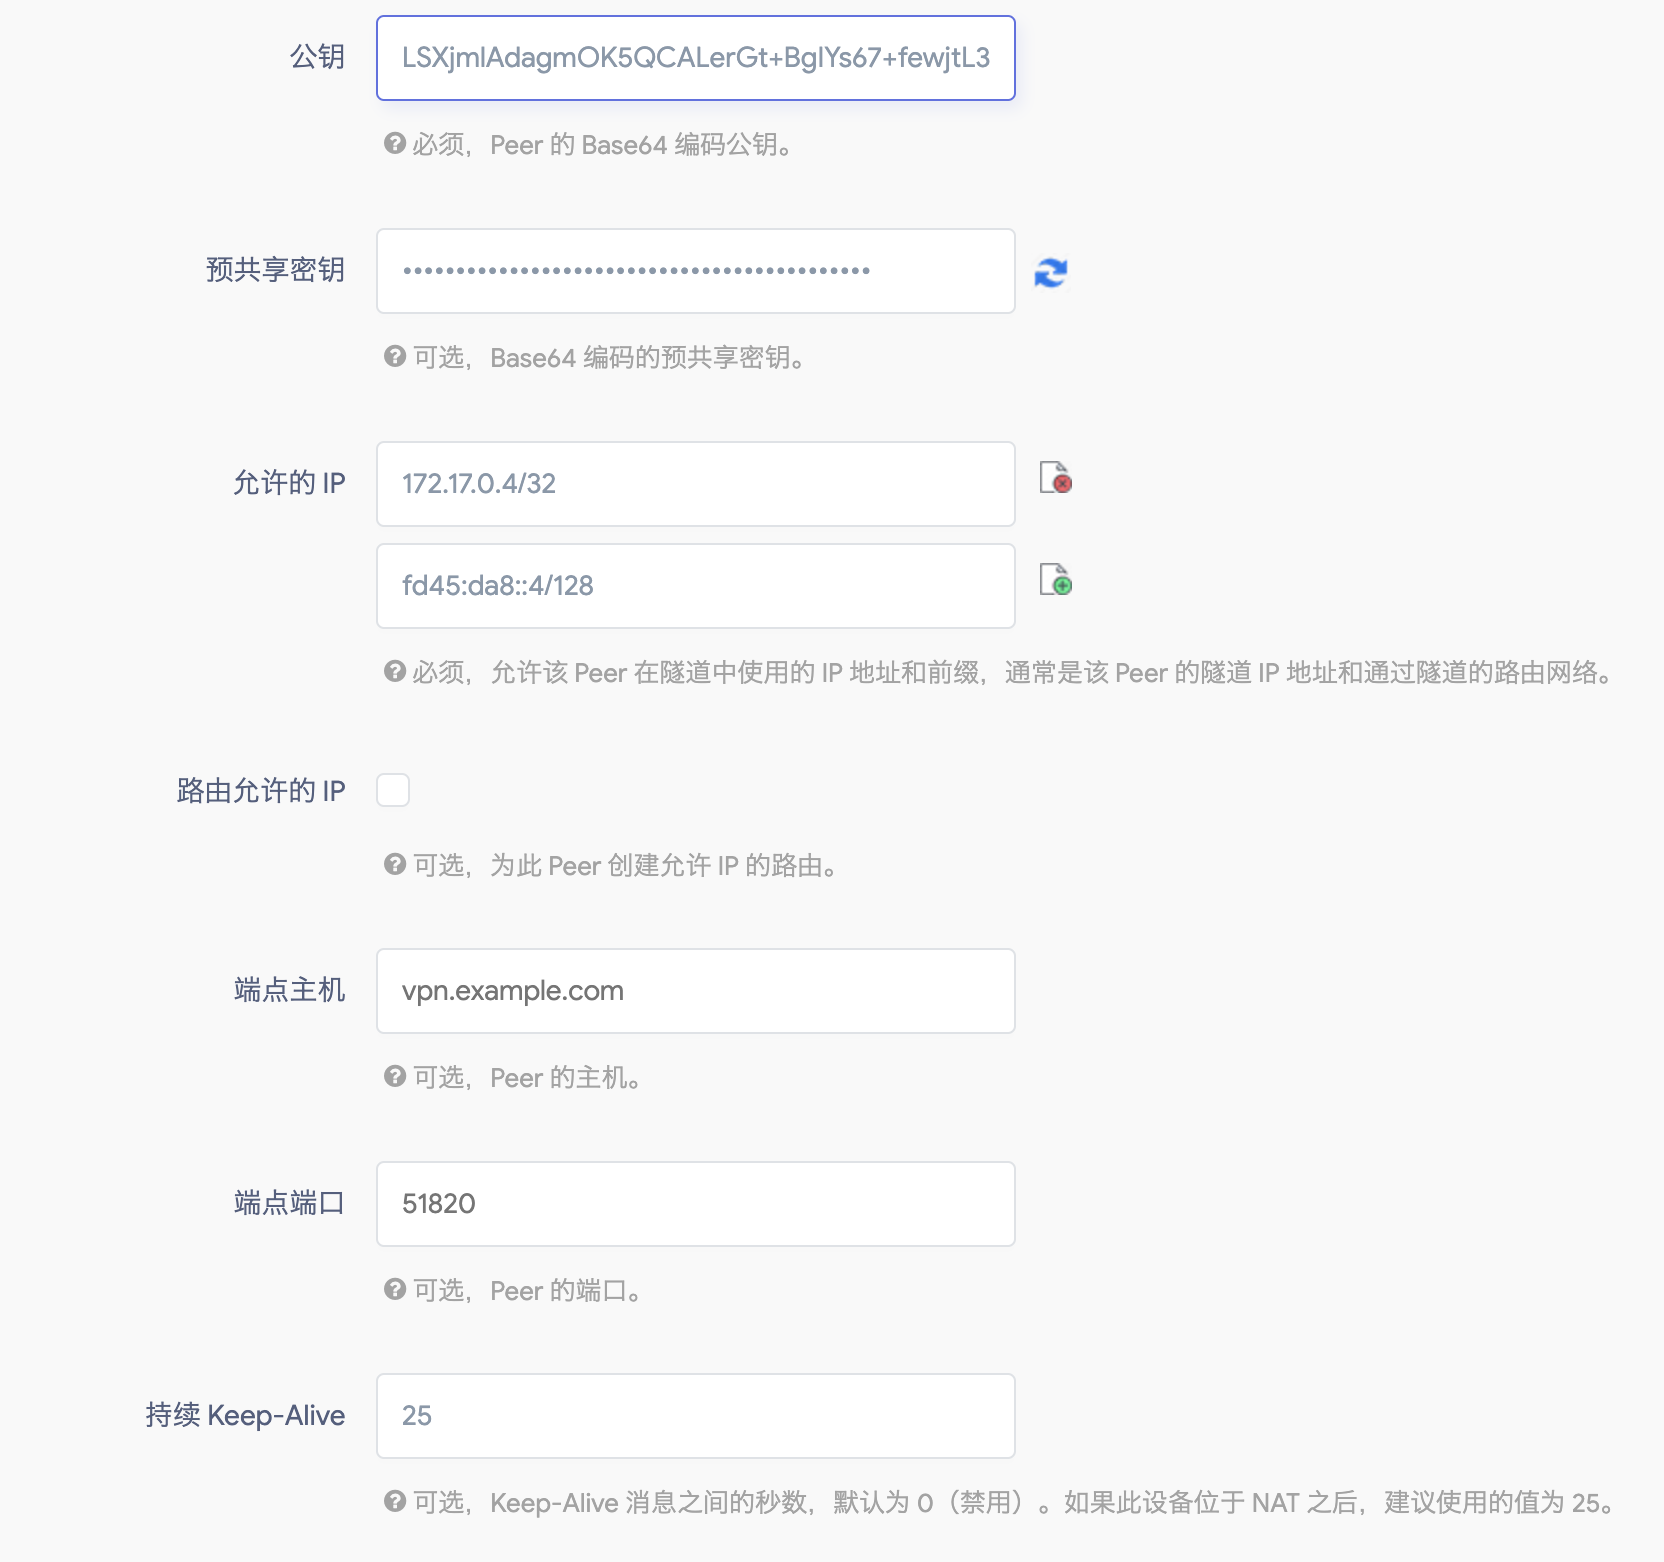 公钥
LSXjmlAdagmOK5QCALerGt+BglYs67+fewjtL3
必须，Peer 的 Base64 编码公钥。
预共享密钥
••••••••••••••••••••••••••••••••••••••••••••
可选，Base64 编码的预共享密钥。
允许的 IP
172.17.0.4/32
fd45:da8::4/128
必须，允许该 Peer 在隧道中使用的 IP 地址和前缀，通常是该 Peer 的隧道 IP 地址和通过隧道的路由网络。
路由允许的 IP
可选，为此 Peer 创建允许 IP 的路由。
端点主机
vpn.example.com
可选，Peer 的主机。
端点端口
51820
可选，Peer 的端口。
持续 Keep-Alive
25
可选，Keep-Alive 消息之间的秒数，默认为 0（禁用）。如果此设备位于 NAT 之后，建议使用的值为 25。